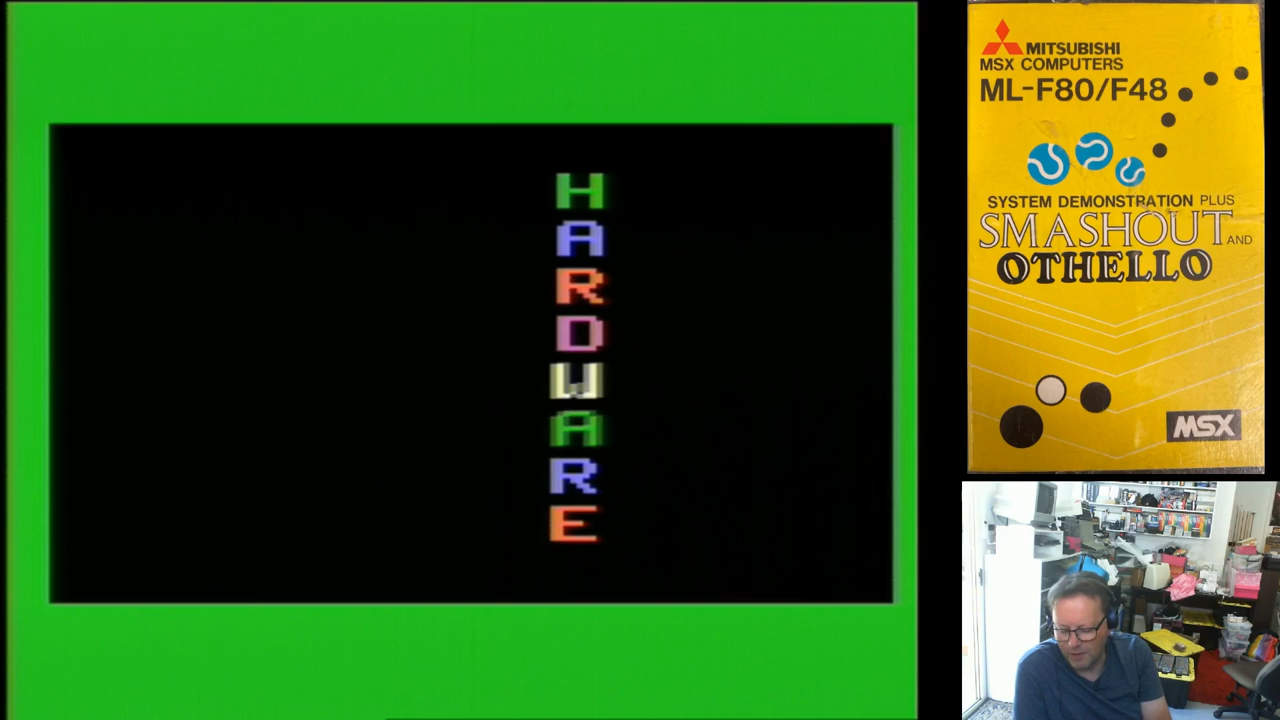 H
A
R
D
W
A
R
E
MITSUBISHI
MSX COMPUTERS
ML-F80/F48
SYSTEM DEMONSTRATION PLUS
SMASHOUT AND
OTHELLO
MSX